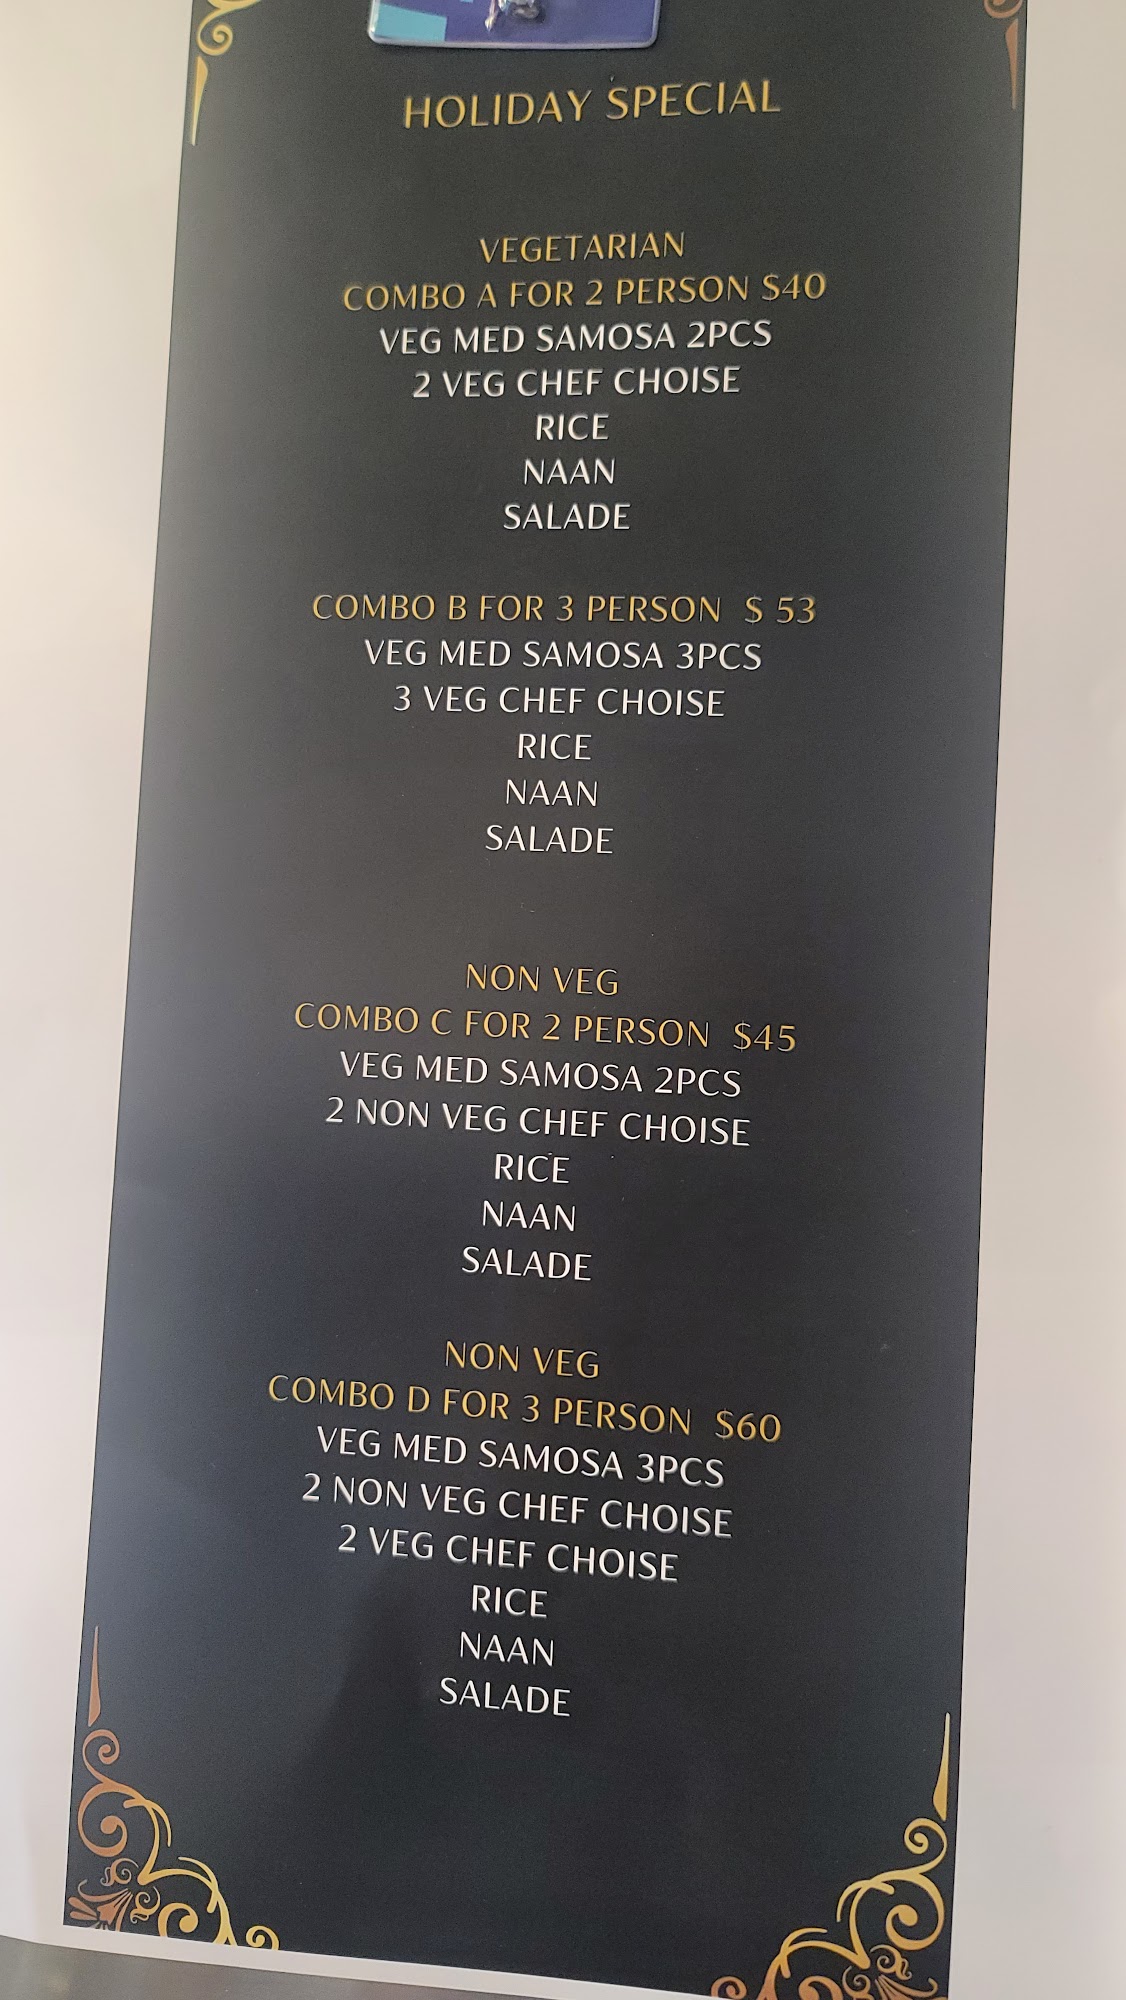 HOLIDAY SPECIAL
VEGETARIAN
COMBO A FOR 2 PERSON $40
VEG MED SAMOSA 2PCS
2 VEG CHEF CHOISE
RICE
NAAN
SALADE
COMBO B FOR 3 PERSON $ 53
VEG MED SAMOSA 3PCS
3 VEG CHEF CHOISE
RICE
NAAN
SALADE
NON VEG
COMBO C FOR 2 PERSON $45
VEG MED SAMOSA 2PCS
2 NON VEG CHEF CHOISE
RICE
NAAN
SALADE
NON VEG
COMBO D FOR 3 PERSON $60
VEG MED SAMOSA 3PCS
2 NON VEG CHEF CHOISE
2 VEG CHEF CHOISE
RICE
NAAN
SALADE